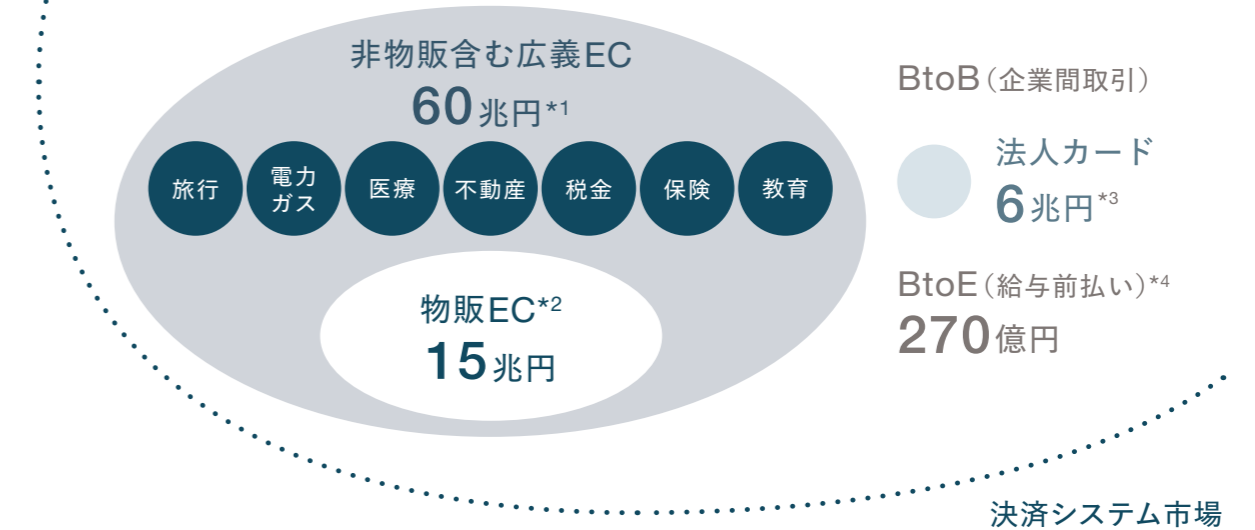 非物販含む広義EC
60兆円*1
旅行
電力
ガス
医療
不動産
税金
保険
教育
物販EC*2
15兆円
BtoB（企業間取引）
法人カード
6兆円*3
BtoE（給与前払い）*4
270億円
決済システム市場